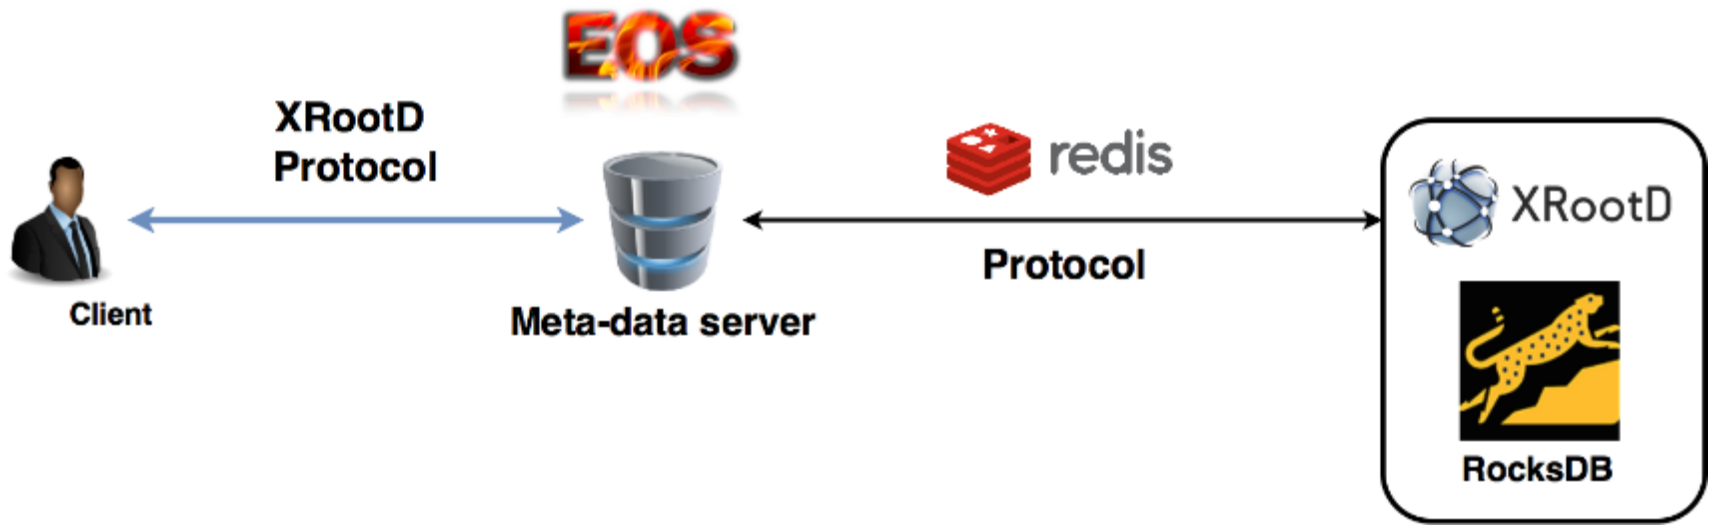 EOS
XRootD
Protocol
redis
XRootD
Client
Meta-data server
Protocol
RocksDB